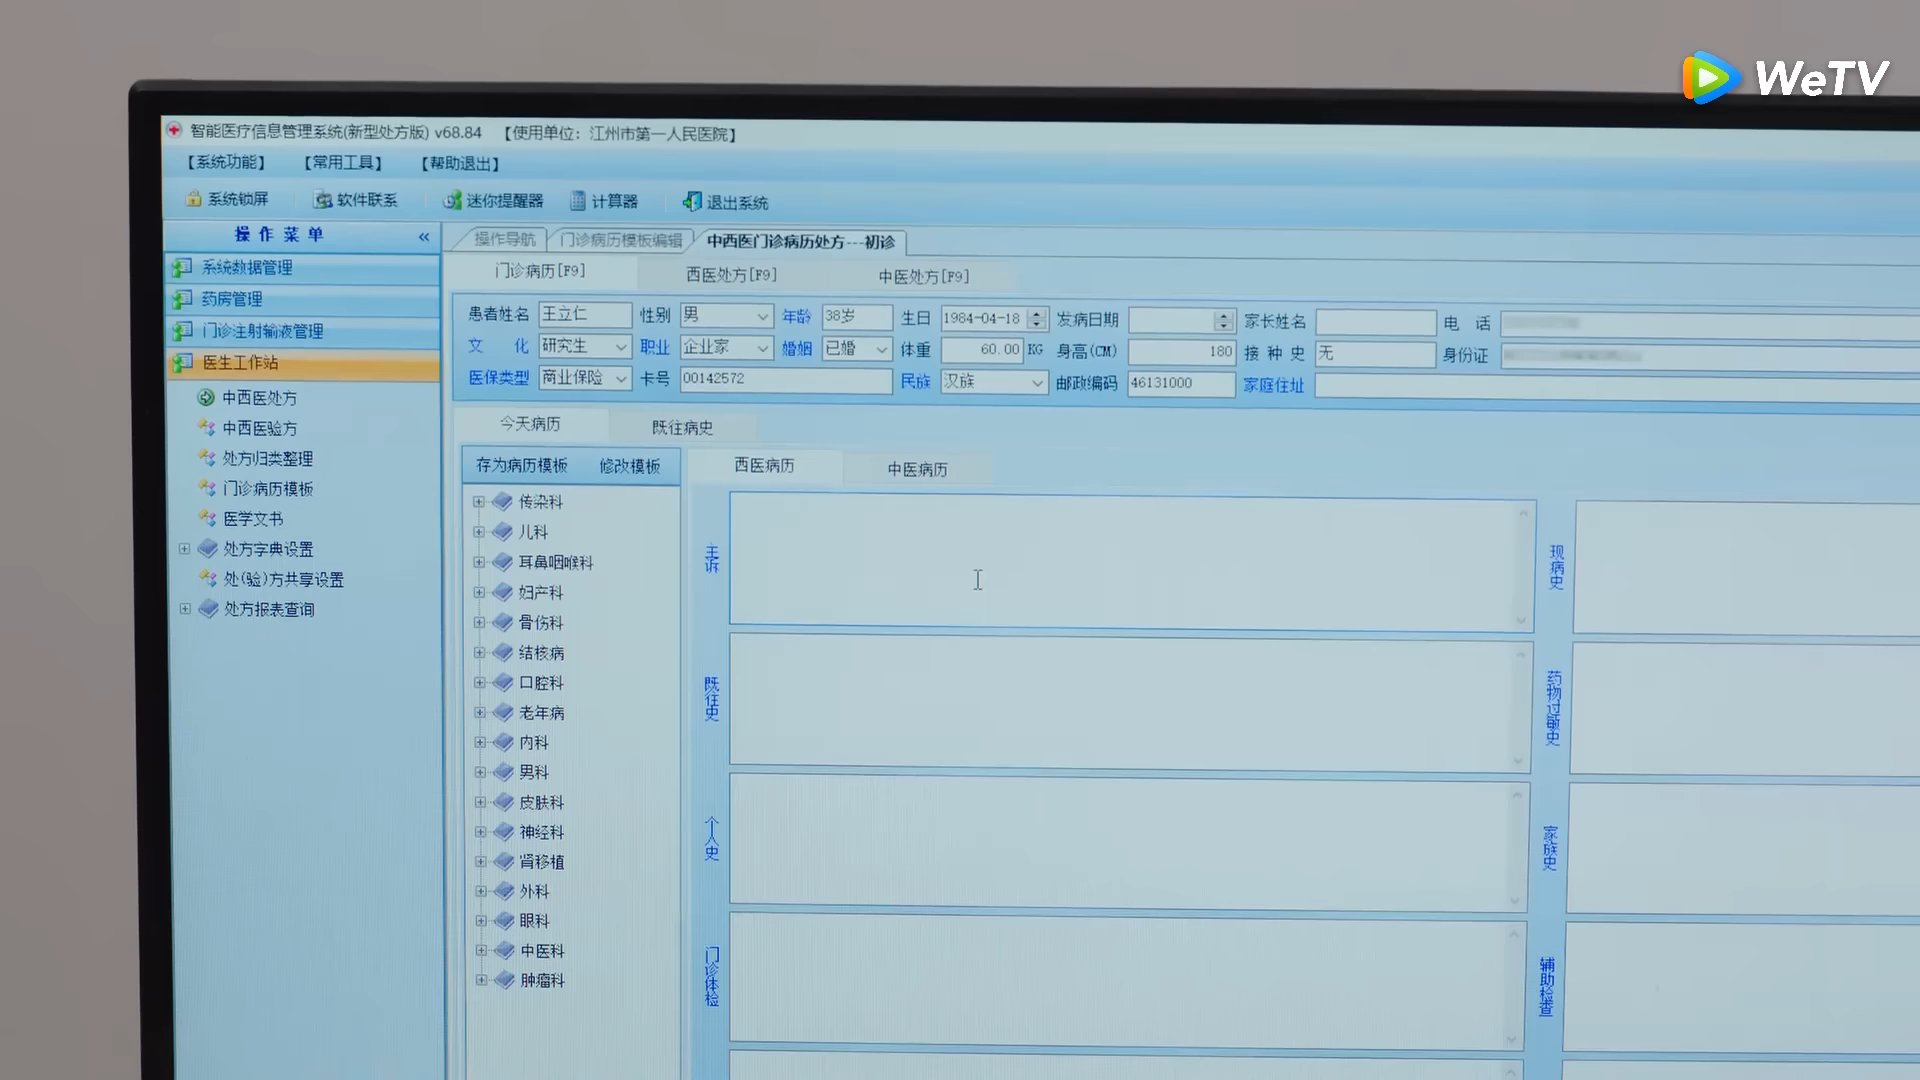 WeTV
智能医疗信息管理系统(新型处方版) v68.84 【使用单位：江州市第一人民医院】
【系统功能】 【常用工具】 【帮助退出】
系统锁屏 软件联系 迷你提醒器 计算器 退出系统
操作菜单 «
系统数据管理
药房管理
门诊注射输液管理
医生工作站
中西医处方
中西医验方
处方归类整理
门诊病历模板
医学文书
处方字典设置
处(验)方共享设置
处方报表查询
操作导航 门诊病历模板编辑 中西医门诊病历处方---初诊
门诊病历[F9] 西医处方[F9] 中医处方[F9]
患者姓名 王立仁 性别 男 年龄 38岁 生日 1984-04-18 发病日期 家长姓名 电 话
文 化 研究生 职业 企业家 婚姻 已婚 体重 60.00 KG 身高(CM) 180 接种史 无 身份证
医保类型 商业保险 卡号 00142572 民族 汉族 邮政编码 46131000 家庭住址
今天病历 既往病史
存为病历模板 修改模板
传染科
儿科
耳鼻咽喉科
妇产科
骨伤科
结核病
口腔科
老年病
内科
男科
皮肤科
神经科
肾移植
外科
眼科
中医科
肿瘤科
西医病历 中医病历
主诉 现病史
既往史 药物过敏史
个人史 家族史
门诊体检 辅助检查